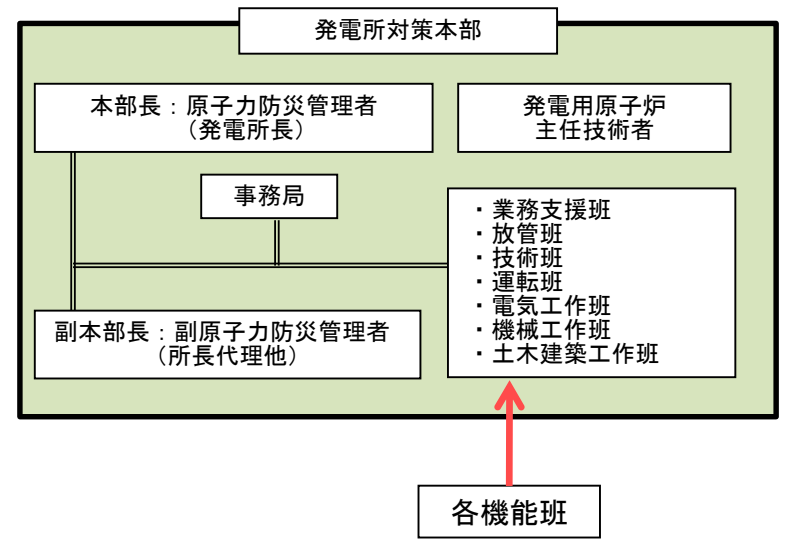 発電所対策本部
本部長：原子力防災管理者
（発電所長）
発電用原子炉
主任技術者
事務局
・業務支援班
・放管班
・技術班
・運転班
・電気工作班
・機械工作班
・土木建築工作班
副本部長：副原子力防災管理者
（所長代理他）
各機能班